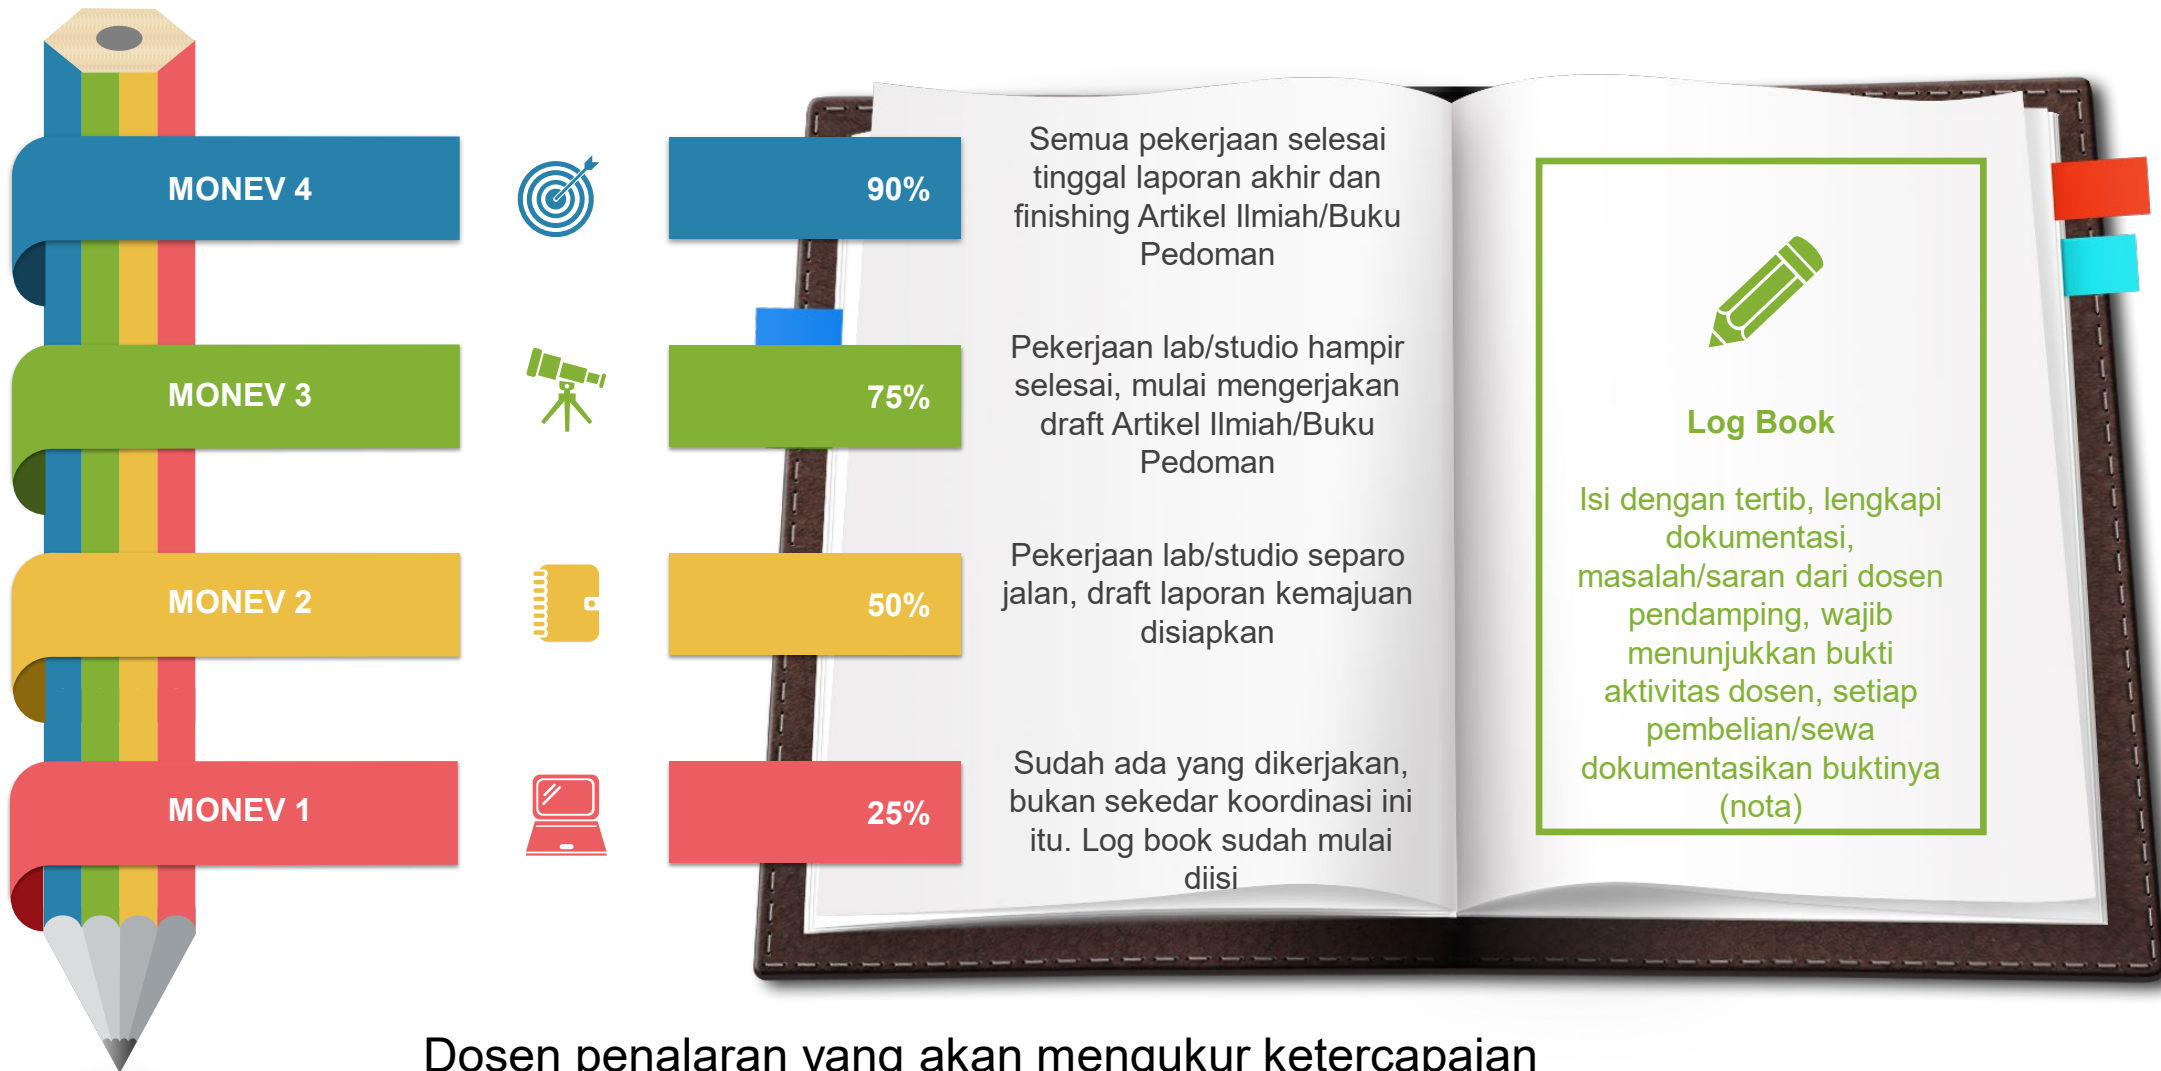 MONEV 4
90%
Semua pekerjaan selesai
tinggal laporan akhir dan
finishing Artikel Ilmiah/Buku
Pedoman
MONEV 3
75%
Pekerjaan lab/studio hampir
selesai, mulai mengerjakan
draft Artikel Ilmiah/Buku
Pedoman
MONEV 2
50%
Pekerjaan lab/studio separo
jalan, draft laporan kemajuan
disiapkan
MONEV 1
25%
Sudah ada yang dikerjakan,
bukan sekedar koordinasi ini
itu. Log book sudah mulai
diisi
Log Book
Isi dengan tertib, lengkapi
dokumentasi,
masalah/saran dari dosen
pendamping, wajib
menunjukkan bukti
aktivitas dosen, setiap
pembelian/sewa
dokumentasikan buktinya
(nota)
Dosen penalaran yang akan mengukur ketercapaian